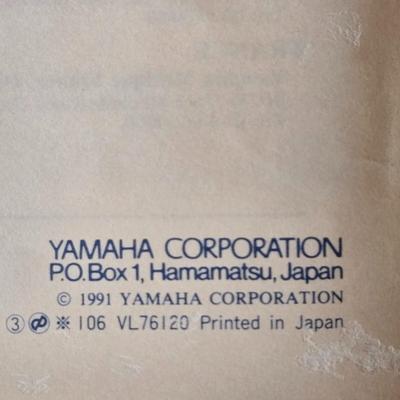 YAMAHA CORPORATION
P.O. Box 1, Hamamatsu, Japan
© 1991 YAMAHA CORPORATION
③ ※ 106 VL76120 Printed in Japan